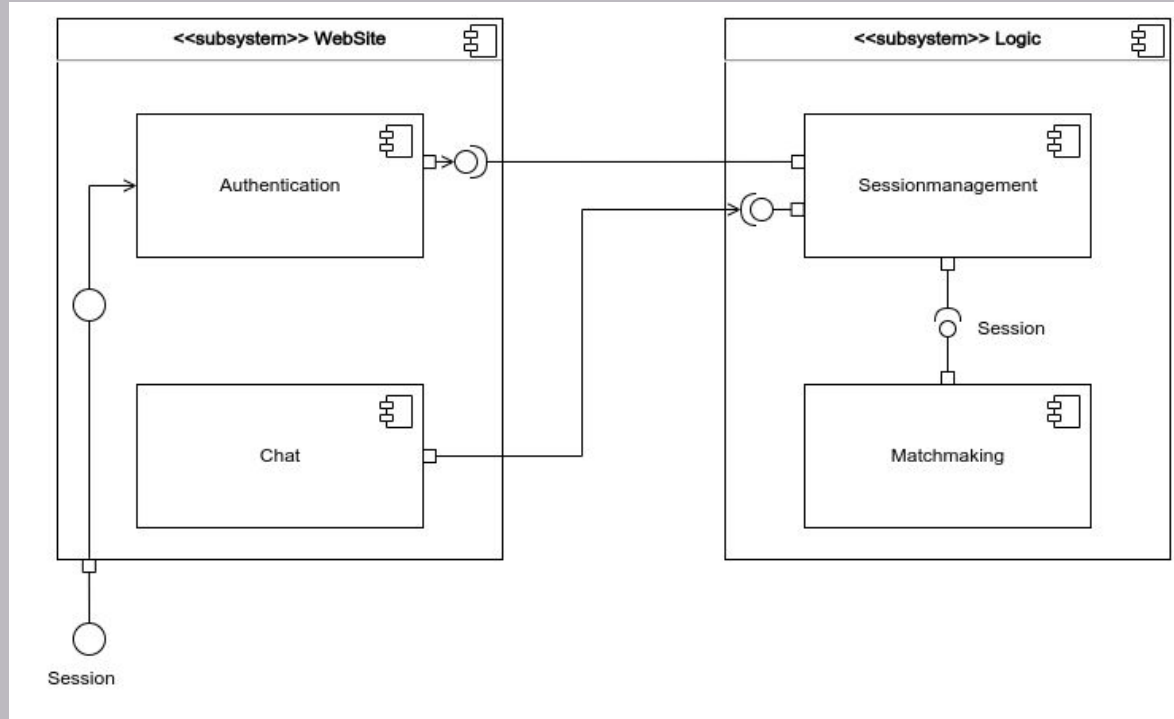 <<subsystem>> WebSite
<<subsystem>> Logic
Authentication
Sessionmanagement
Session
Chat
Matchmaking
Session